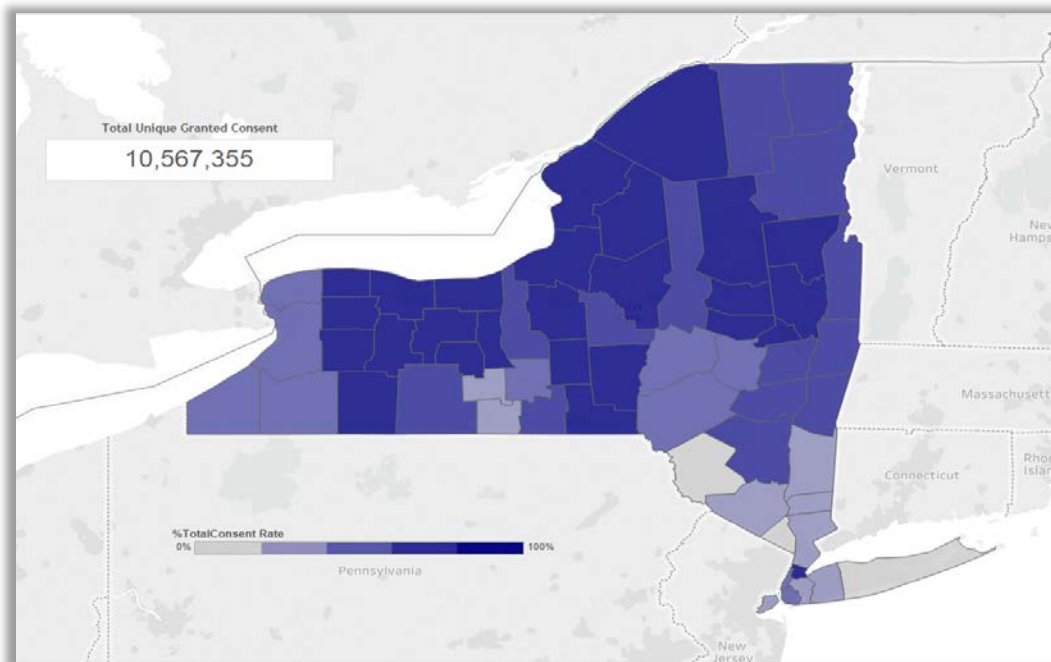 Total Unique Granted Consent
10,567,355
Vermont
New
Hamps
Massachusett
Rho
Islan
Connecticut
%TotalConsent Rate
0%
100%
Pennsylvania
New
Jersey